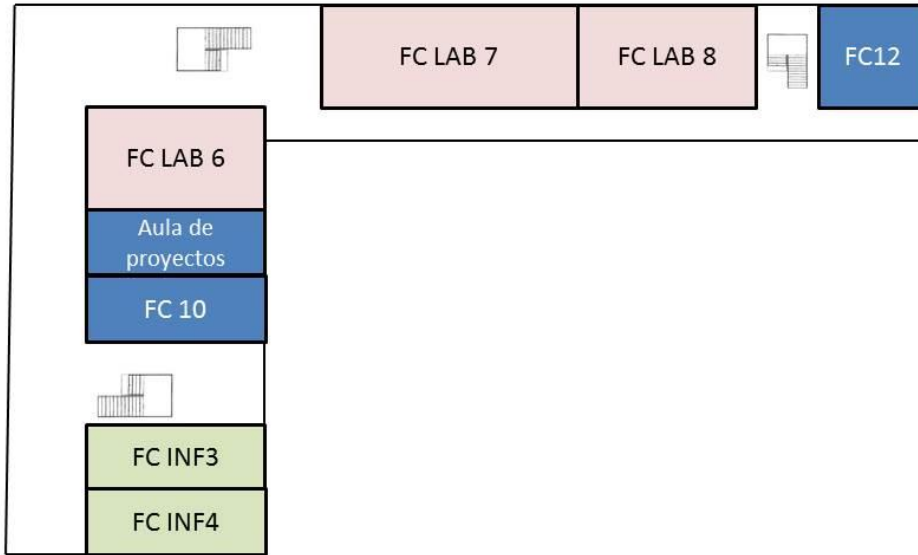 FC LAB 7
FC LAB 8
FC12
FC LAB 6
Aula de
proyectos
FC 10
FC INF3
FC INF4